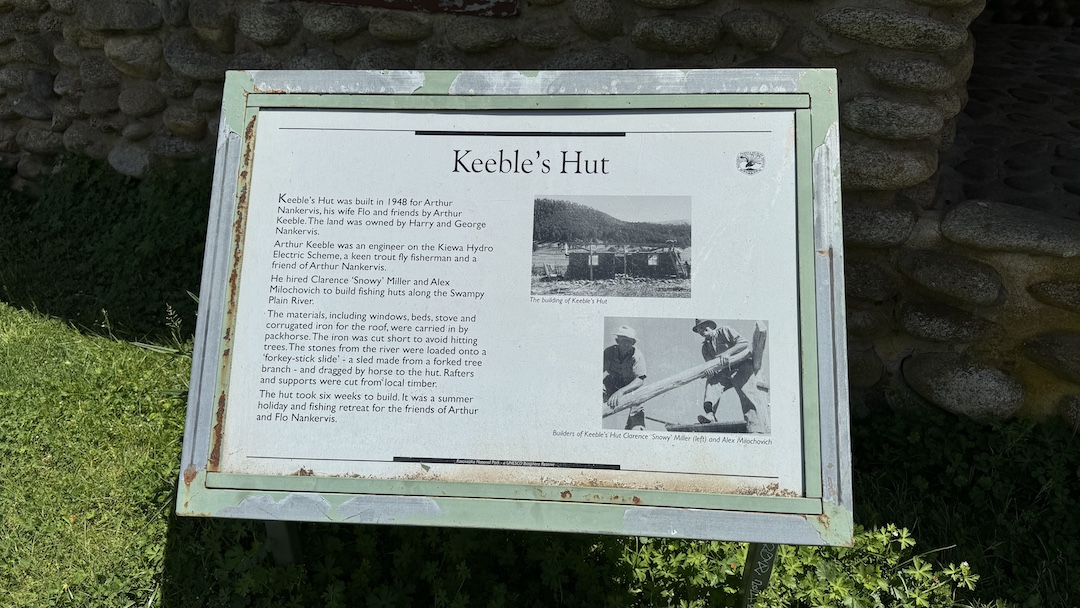 Keeble's Hut
Keeble's Hut was built in 1948 for Arthur
Nankervis, his wife Flo and friends by Arthur
Keeble. The land was owned by Harry and George
Nankervis.
Arthur Keeble was an engineer on the Kiewa Hydro
Electric Scheme, a keen trout fly fisherman and a
friend of Arthur Nankervis.
He hired Clarence 'Snowy' Miller and Alex
Milochovich to build fishing huts along the Swampy
Plain River.
The materials, including windows, beds, stove and
corrugated iron for the roof, were carried in by
packhorse. The iron was cut short to avoid hitting
trees. The stones from the river were loaded onto a
'forkey-stick slide' - a sled made from a forked tree
branch - and dragged by horse to the hut. Rafters
and supports were cut from local timber.
The hut took six weeks to build. It was a summer
holiday and fishing retreat for the friends of Arthur
and Flo Nankervis.
The building of Keeble's Hut
Builders of Keeble's Hut Clarence 'Snowy' Miller (left) and Alex Milochovich
Kosciuszko National Park - a UNESCO Biosphere Reserve